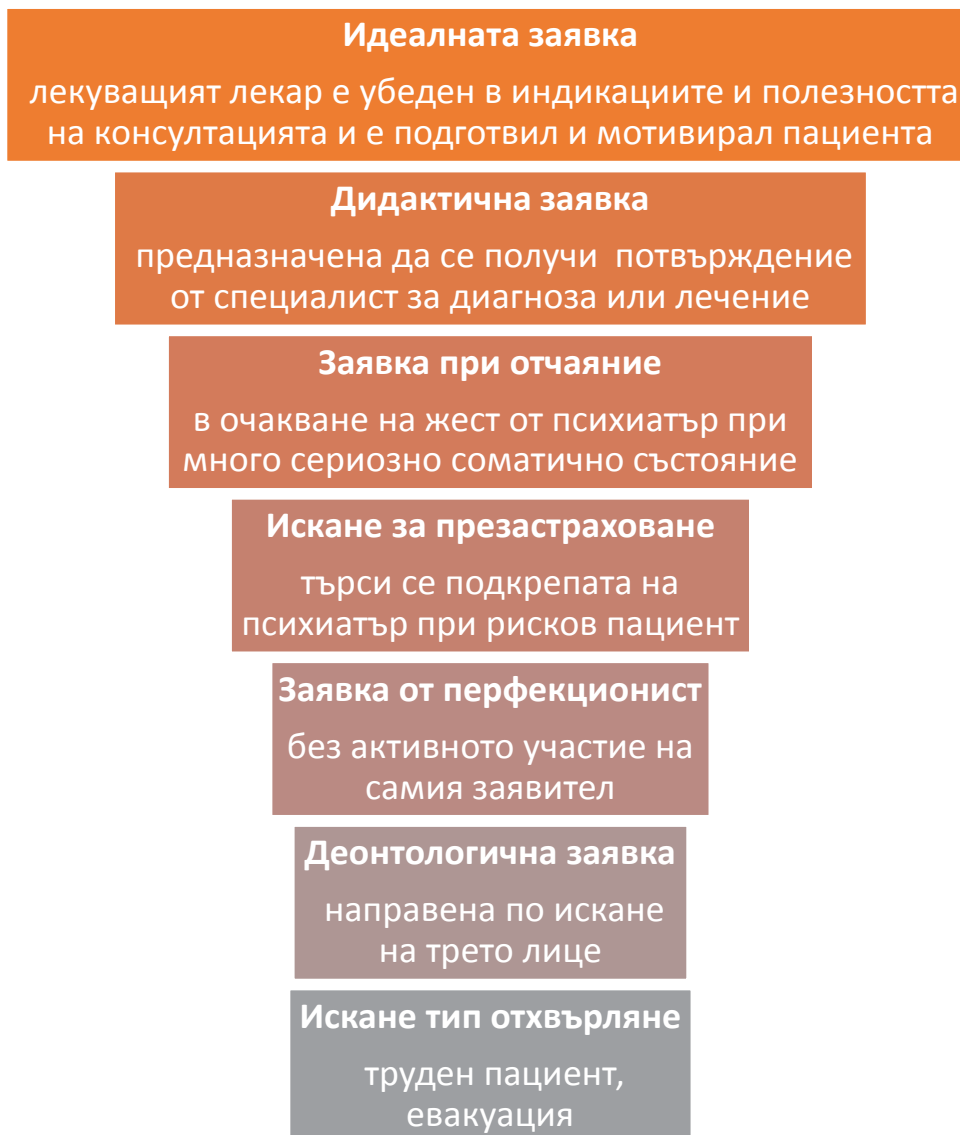 Идеалната заявка
лекуващият лекар е убеден в индикациите и полезността
на консултацията и е подготвил и мотивирал пациента
Дидактична заявка
предназначена да се получи потвърждение
от специалист за диагноза или лечение
Заявка при отчаяние
в очакване на жест от психиатър при
много сериозно соматично състояние
Искане за презастраховане
търси се подкрепата на
психиатър при рисков пациент
Заявка от перфекционист
без активното участие на
самия заявител
Деонтологична заявка
направена по искане
на трето лице
Искане тип отхвърляне
труден пациент,
евакуация